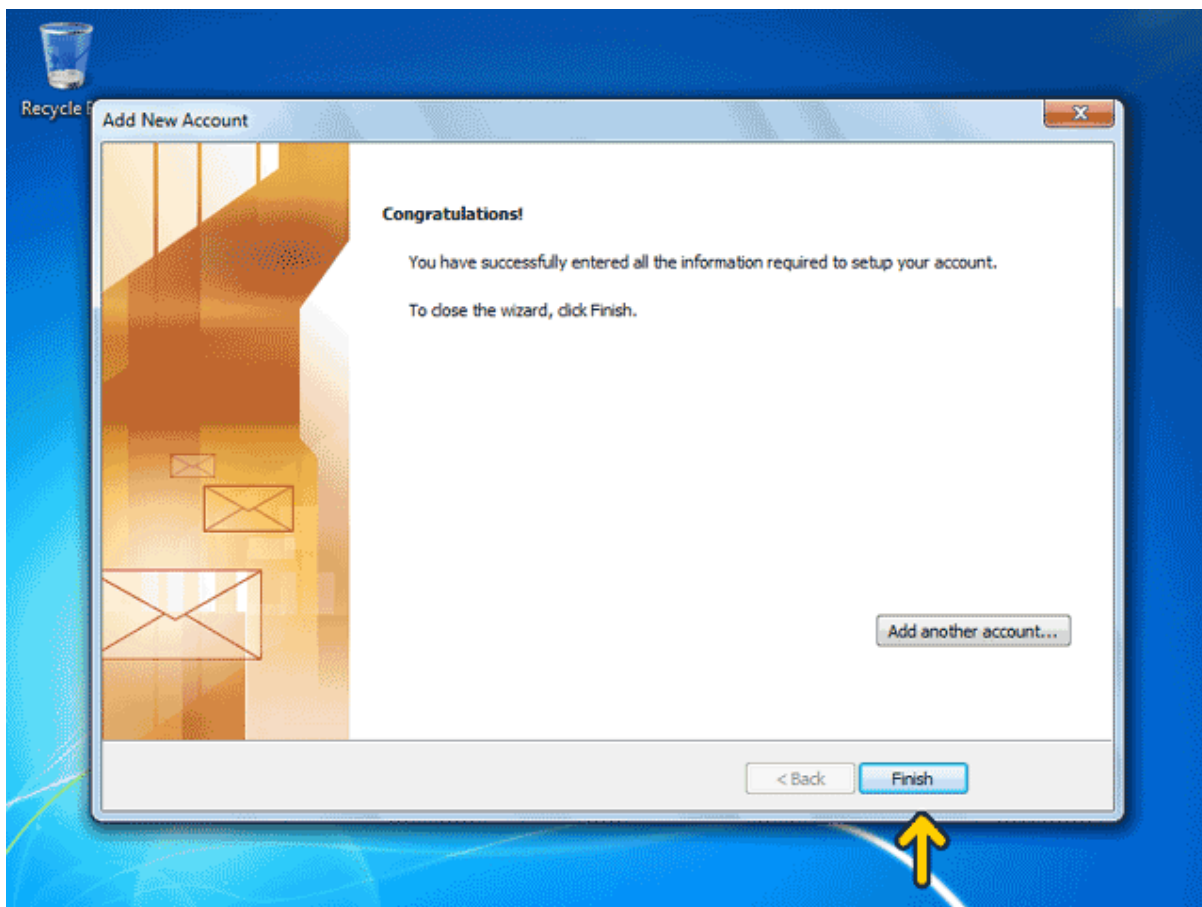 Recycle
Add New Account
Congratulations!
You have successfully entered all the information required to setup your account.
To close the wizard, click Finish.
Add another account...
< Back
Finish